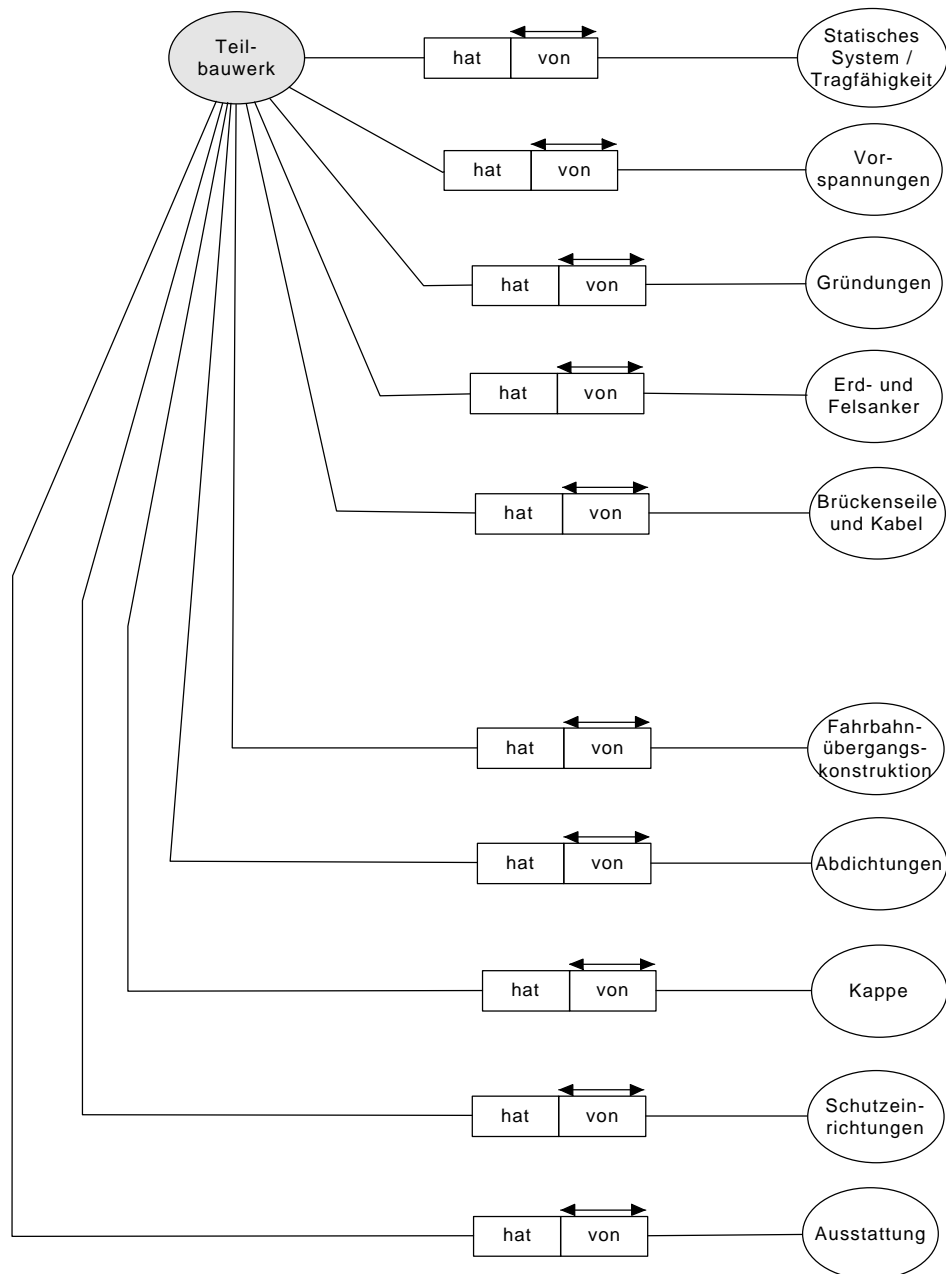 Teil-
bauwerk
hat von
Statisches
System /
Tragfähigkeit
hat von
Vor-
spannungen
hat von
Gründungen
hat von
Erd- und
Felsanker
hat von
Brückenseile
und Kabel
hat von
Fahrbahn-
übergangs-
konstruktion
hat von
Abdichtungen
hat von
Kappe
hat von
Schutzein-
richtungen
hat von
Ausstattung